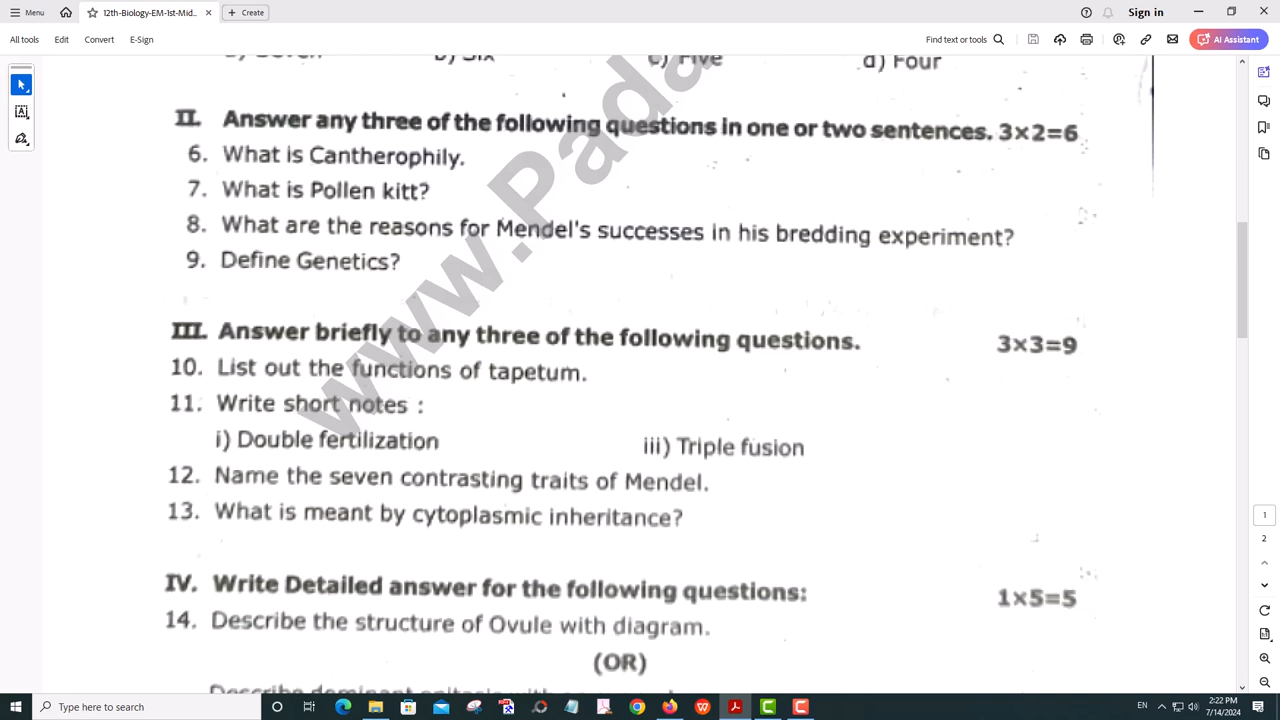 Menu
12th-Biology-EM-1st-Mid...
Create
Sign in
All tools
Edit
Convert
E-Sign
Find text or tools
AI Assistant
b) Six
c) Five
d) Four
II. Answer any three of the following questions in one or two sentences. 3×2=6
6. What is Cantherophily.
7. What is Pollen kitt?
8. What are the reasons for Mendel's successes in his bredding experiment?
9. Define Genetics?
www.Pada
III. Answer briefly to any three of the following questions. 3×3=9
10. List out the functions of tapetum.
11. Write short notes :
i) Double fertilization iii) Triple fusion
12. Name the seven contrasting traits of Mendel.
13. What is meant by cytoplasmic inheritance?
IV. Write Detailed answer for the following questions: 1×5=5
14. Describe the structure of Ovule with diagram.
(OR)
1
2
Type here to search
EN
2:22 PM
7/14/2024